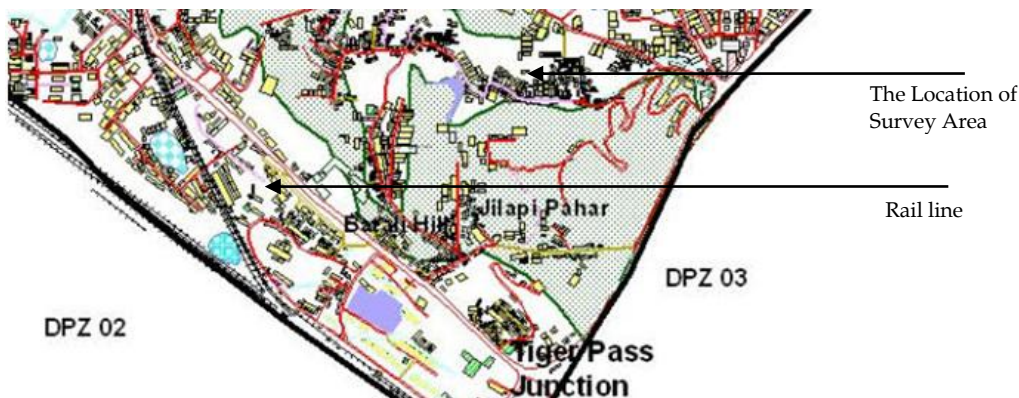 The Location of
Survey Area
Rail line
Jilapi Pahar
Batali Hill
DPZ 03
DPZ 02
Tiger Pass
Junction